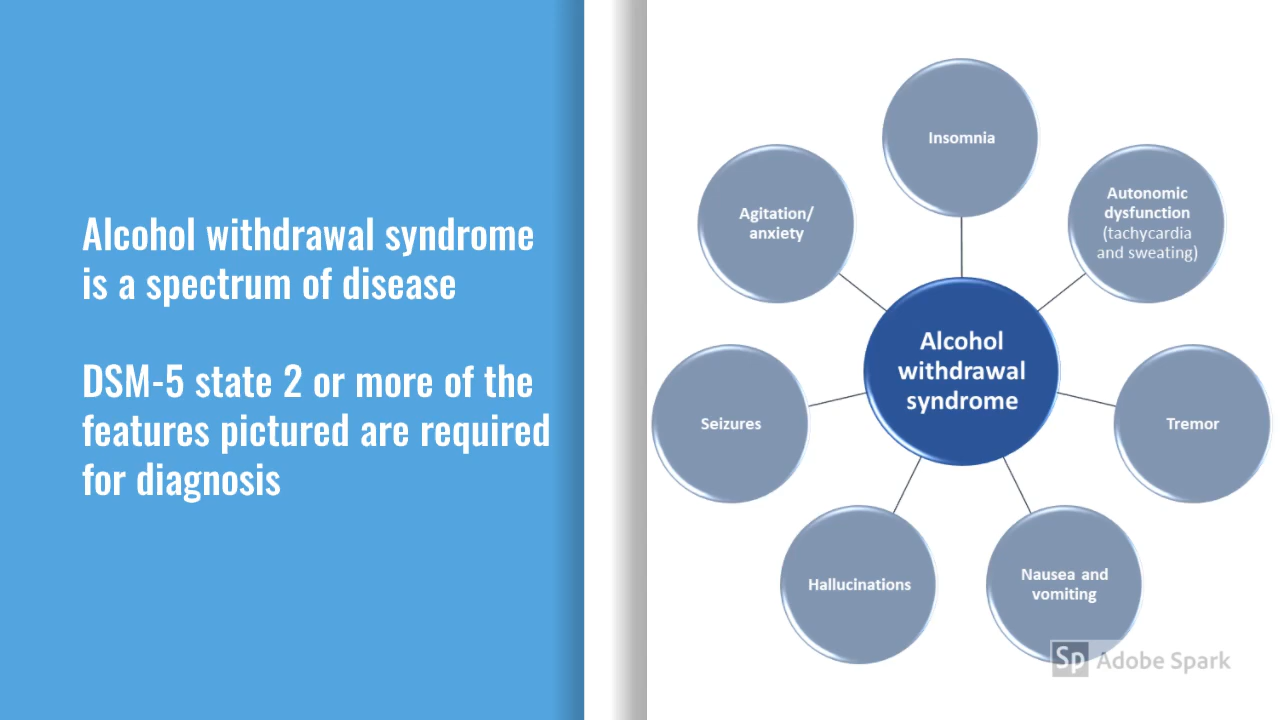 Alcohol withdrawal syndrome
is a spectrum of disease
DSM-5 state 2 or more of the
features pictured are required
for diagnosis
Insomnia
Agitation/
anxiety
Autonomic
dysfunction
(tachycardia
and sweating)
Alcohol
withdrawal
syndrome
Seizures
Tremor
Hallucinations
Nausea and
vomiting
Sp Adobe Spark